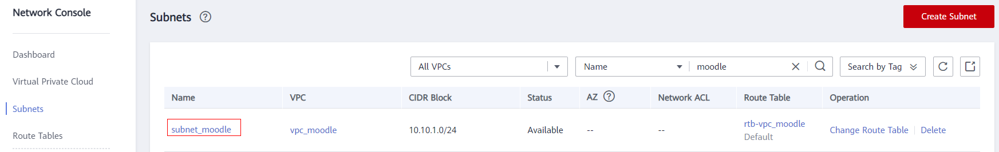 Network Console
Dashboard
Virtual Private Cloud
Subnets
Route Tables
Subnets ?
Create Subnet
All VPCs Name moodle Search by Tag
Name VPC CIDR Block Status AZ ? Network ACL Route Table Operation
subnet_moodle vpc_moodle 10.10.1.0/24 Available -- -- rtb-vpc_moodle Change Route Table Delete
Default